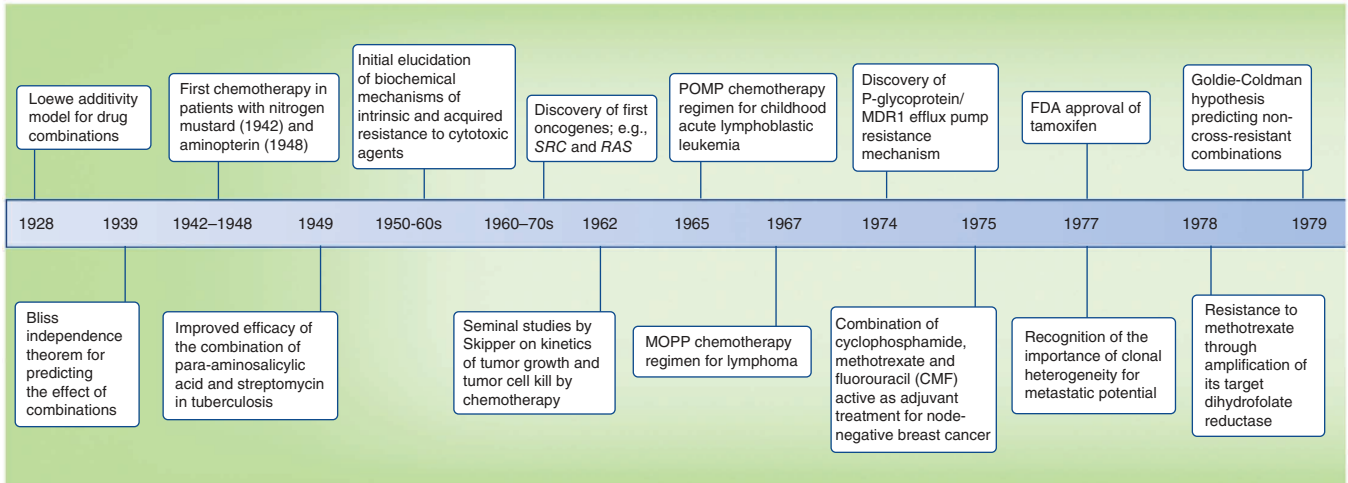 Loewe additivity
model for drug
combinations
First chemotherapy in
patients with nitrogen
mustard (1942) and
aminopterin (1948)
Initial elucidation
of biochemical
mechanisms of
intrinsic and acquired
resistance to cytotoxic
agents
Discovery of first
oncogenes; e.g.,
SRC and RAS
POMP chemotherapy
regimen for childhood
acute lymphoblastic
leukemia
Discovery of
P-glycoprotein/
MDR1 efflux pump
resistance
mechanism
FDA approval of
tamoxifen
Goldie-Coldman
hypothesis
predicting non-
cross-resistant
combinations
1928 1939 1942–1948 1949 1950-60s 1960–70s 1962 1965 1967 1974 1975 1977 1978 1979
Bliss
independence
theorem for
predicting
the effect of
combinations
Improved efficacy of
the combination of
para-aminosalicylic
acid and streptomycin
in tuberculosis
Seminal studies by
Skipper on kinetics
of tumor growth and
tumor cell kill by
chemotherapy
MOPP chemotherapy
regimen for lymphoma
Combination of
cyclophosphamide,
methotrexate and
fluorouracil (CMF)
active as adjuvant
treatment for node-
negative breast cancer
Recognition of the
importance of clonal
heterogeneity for
metastatic potential
Resistance to
methotrexate
through
amplification of
its target
dihydrofolate
reductase